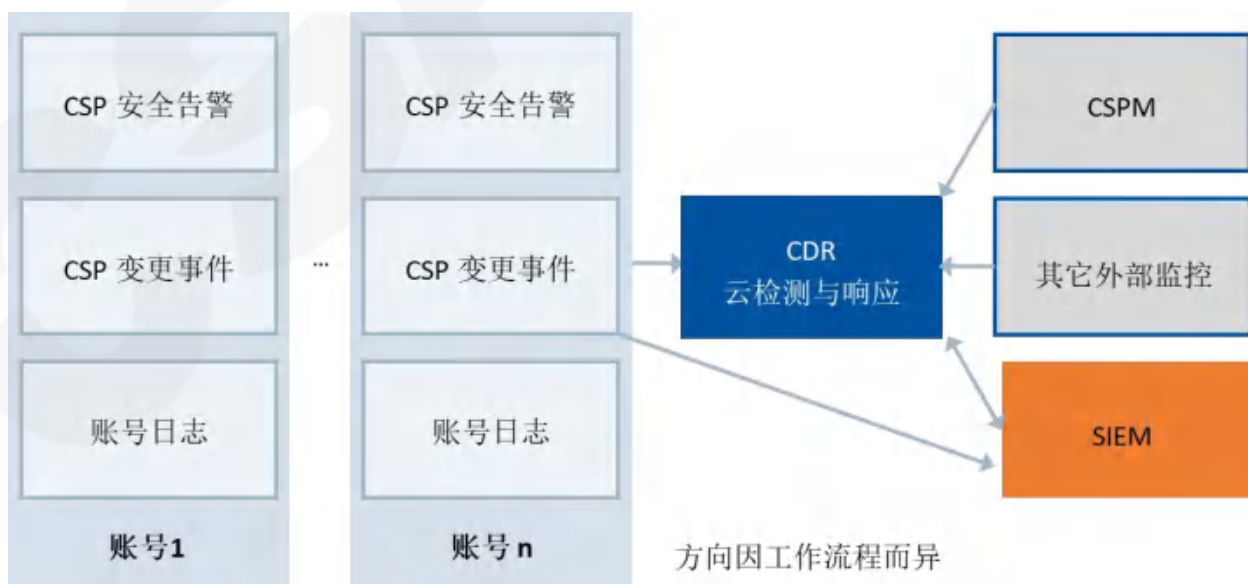 CSP 安全告警
CSP 变更事件
账号日志
账号1
...
CSP 安全告警
CSP 变更事件
账号日志
账号 n
CDR
云检测与响应
CSPM
其它外部监控
SIEM
方向因工作流程而异